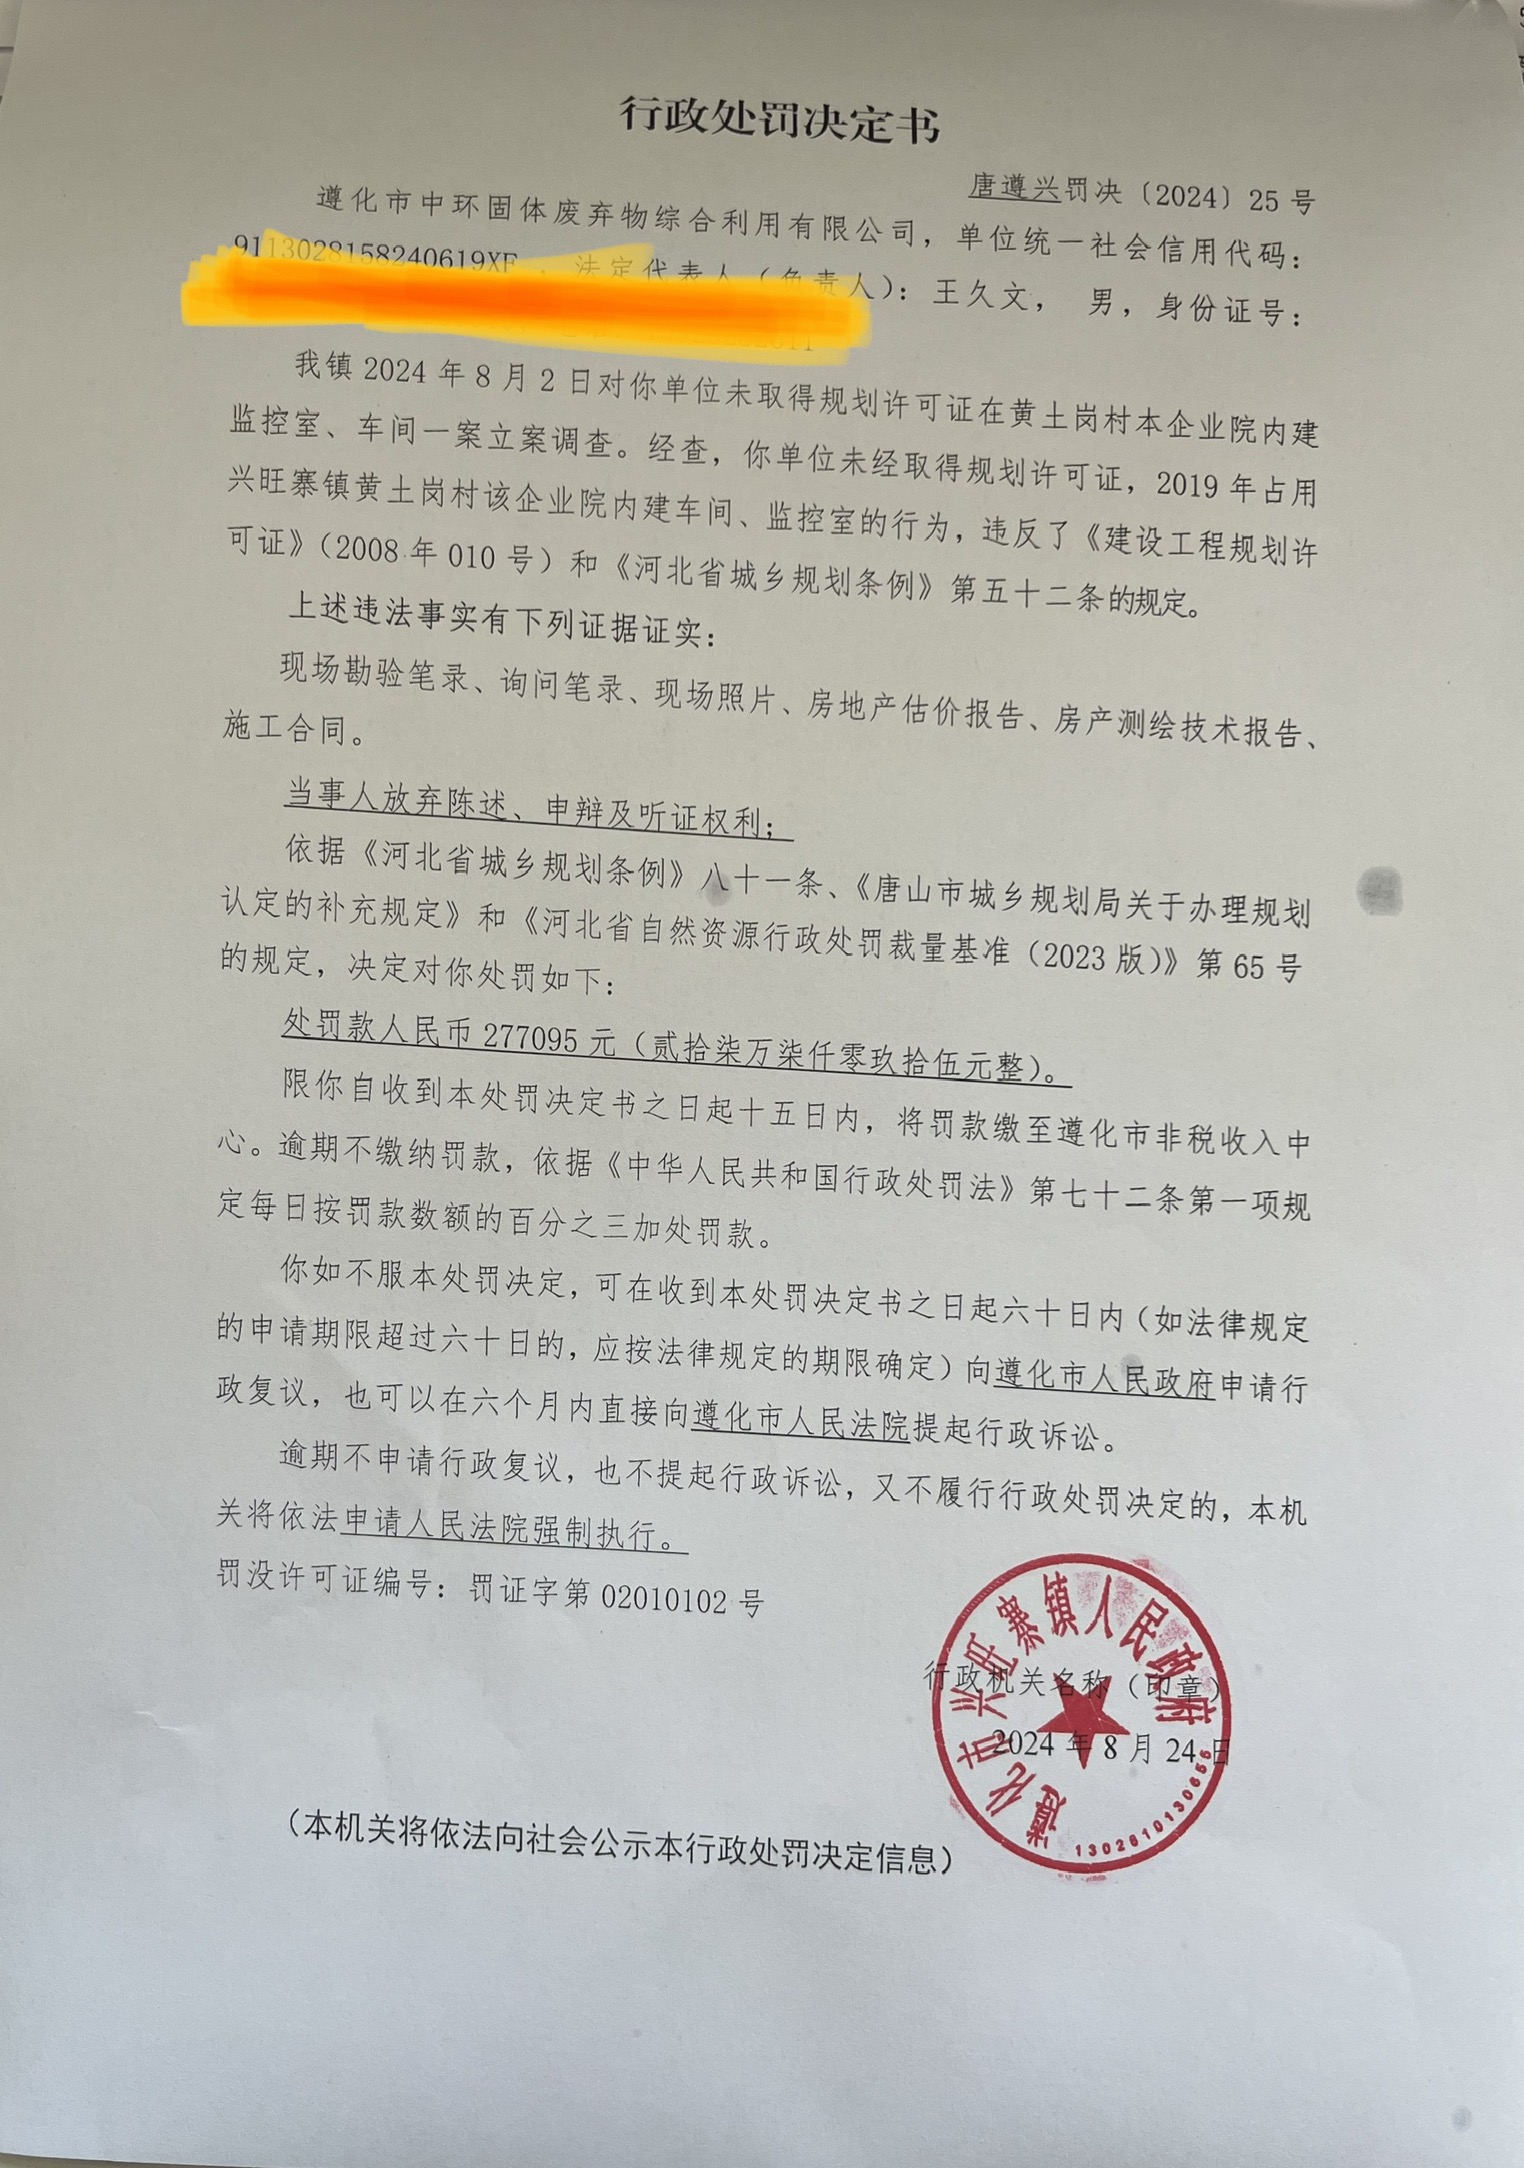 行政处罚决定书
唐遵兴罚决〔2024〕25号
遵化市中环固体废弃物综合利用有限公司，单位统一社会信用代码：
法定代表人（负责人）：王久文， 男，身份证号：
我镇2024年8月2日对你单位未取得规划许可证在黄土岗村本企业院内建
监控室、车间一案立案调查。经查，你单位未经取得规划许可证，2019年占用
兴旺寨镇黄土岗村该企业院内建车间、监控室的行为，违反了《建设工程规划许
可证》（2008年010号）和《河北省城乡规划条例》第五十二条的规定。
上述违法事实有下列证据证实：
现场勘验笔录、询问笔录、现场照片、房地产估价报告、房产测绘技术报告、
施工合同。
当事人放弃陈述、申辩及听证权利；
依据《河北省城乡规划条例》八十一条、《唐山市城乡规划局关于办理规划
认定的补充规定》和《河北省自然资源行政处罚裁量基准（2023版）》第65号
的规定，决定对你处罚如下：
处罚款人民币277095元（贰拾柒万柒仟零玖拾伍元整）。
限你自收到本处罚决定书之日起十五日内，将罚款缴至遵化市非税收入中
心。逾期不缴纳罚款，依据《中华人民共和国行政处罚法》第七十二条第一项规
定每日按罚款数额的百分之三加处罚款。
你如不服本处罚决定，可在收到本处罚决定书之日起六十日内（如法律规定
的申请期限超过六十日的，应按法律规定的期限确定）向遵化市人民政府申请行
政复议，也可以在六个月内直接向遵化市人民法院提起行政诉讼。
逾期不申请行政复议，也不提起行政诉讼，又不履行行政处罚决定的，本机
关将依法申请人民法院强制执行。
罚没许可证编号：罚证字第02010102号
遵化市兴旺寨镇人民政府
行政机关名称（印章）
2024年8月24日
（本机关将依法向社会公示本行政处罚决定信息）